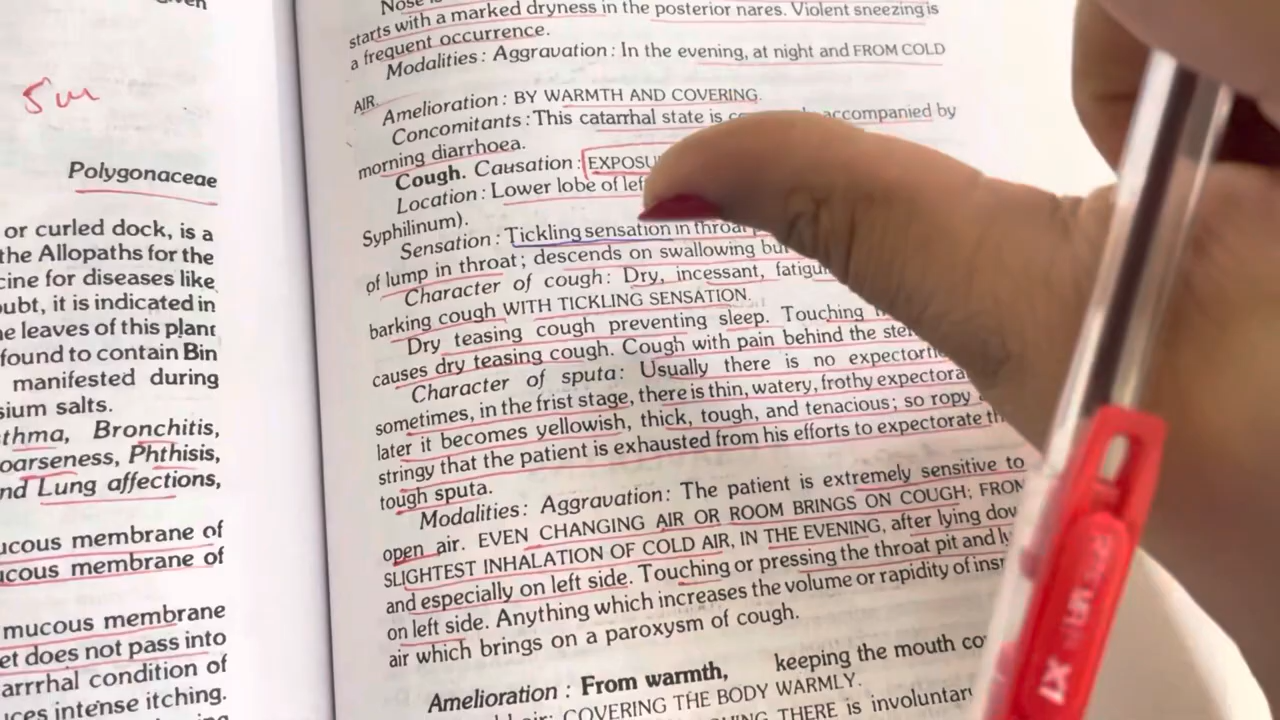 5m
Polygonaceae
or curled dock, is a
the Allopaths for the
cine for diseases like
oubt, it is indicated in
e leaves of this plant
found to contain Bin
manifested during
sium salts.
thma, Bronchitis,
oarseness, Phthisis,
nd Lung affections,
ucous membrane of
ucous membrane of
mucous membrane
et does not pass into
arrrhal condition of
uces intense itching.
Nose
starts with a marked dryness in the posterior nares. Violent sneezing is
a frequent occurrence.
Modalities : Aggravation : In the evening, at night and FROM COLD
AIR.
Amelioration : BY WARMTH AND COVERING.
Concomitants : This catarrhal state is accompanied by
morning diarrhoea.
Cough. Causation : EXPOSU
Location : Lower lobe of lef
Syphilinum).
Sensation : Tickling sensation in throat
of lump in throat ; descends on swallowing bu
Character of cough : Dry, incessant, fatigu
barking cough WITH TICKLING SENSATION.
Dry teasing cough preventing sleep. Touching
causes dry teasing cough. Cough with pain behind the ster
Character of sputa : Usually there is no expector
sometimes, in the frist stage, there is thin, watery, frothy expectora
later it becomes yellowish, thick, tough, and tenacious ; so ropy
stringy that the patient is exhausted from his efforts to expectorate th
tough sputa.
Modalities : Aggravation : The patient is extremely sensitive to
open air. EVEN CHANGING AIR OR ROOM BRINGS ON COUGH; FROM
SLIGHTEST INHALATION OF COLD AIR, IN THE EVENING, after lying dow
and especially on left side. Touching or pressing the throat pit and ly
on left side. Anything which increases the volume or rapidity of ins
air which brings on a paroxysm of cough.
Amelioration : From warmth, keeping the mouth co
air; COVERING THE BODY WARMLY.
THERE is involuntar